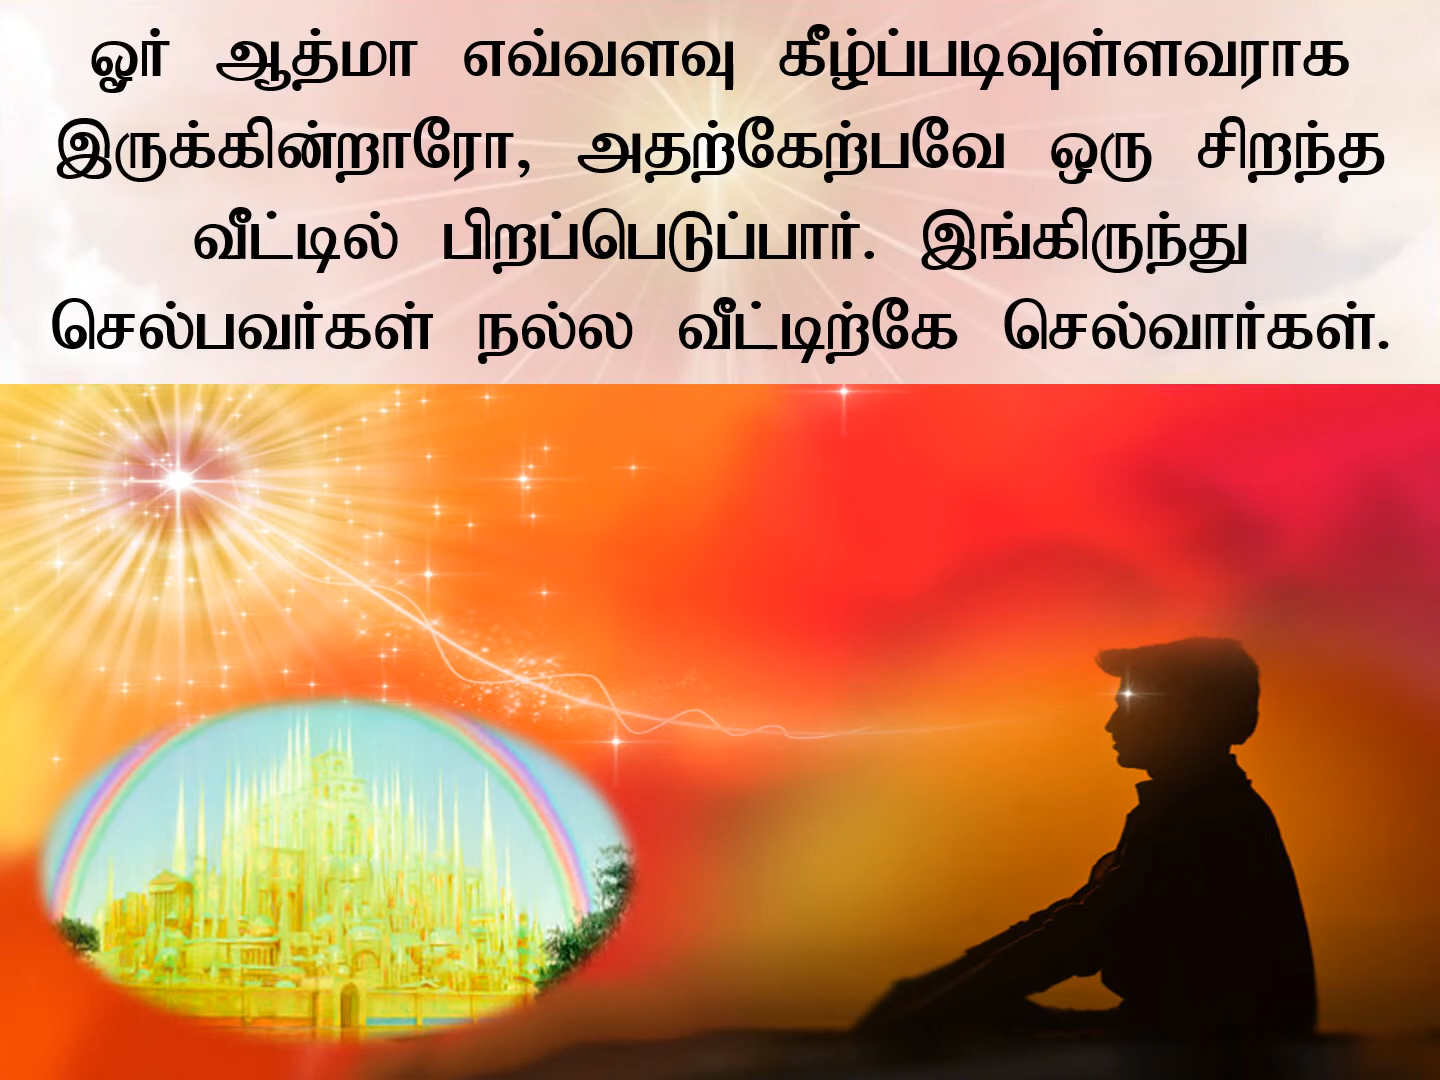 ஓர் ஆத்மா எவ்வளவு கீழ்ப்படிவுள்ளவராக
இருக்கின்றாரோ, அதற்கேற்பவே ஒரு சிறந்த
வீட்டில் பிறப்பெடுப்பார். இங்கிருந்து
செல்பவர்கள் நல்ல வீட்டிற்கே செல்வார்கள்.